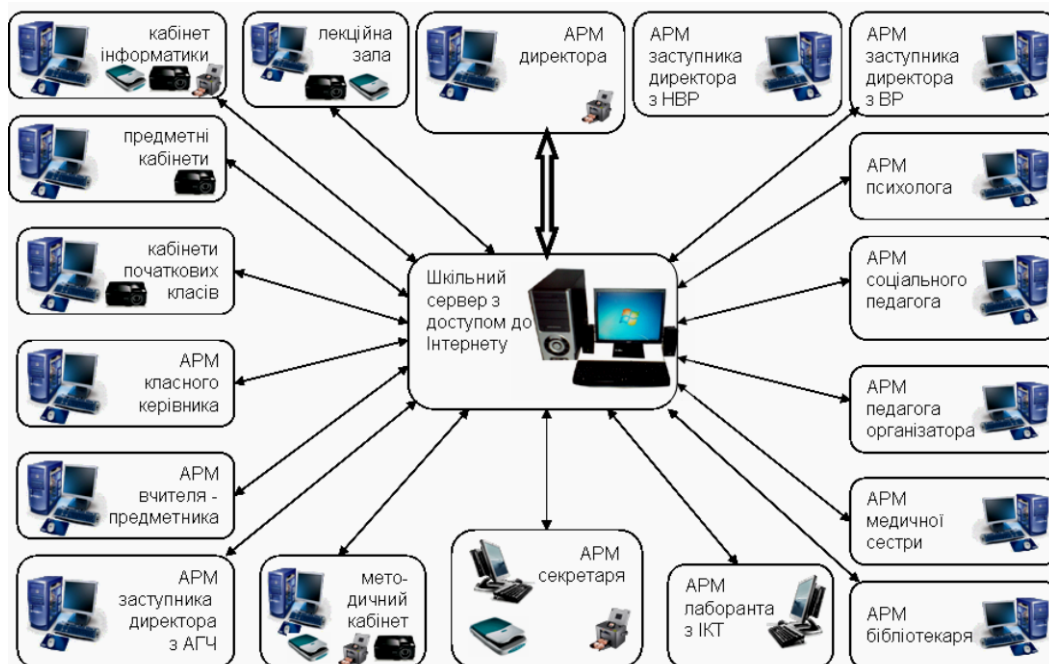 кабінет
інформатики
лекційна
зала
АРМ
директора
АРМ
заступника
директора
з НВР
АРМ
заступника
директора
з ВР
предметні
кабінети
АРМ
психолога
кабінети
початкових
класів
Шкільний
сервер з
доступом до
Інтернету
АРМ
соціального
педагога
АРМ
класного
керівника
АРМ
педагога
організатора
АРМ
вчителя -
предметника
АРМ
медичної
сестри
АРМ
заступника
директора
з АГЧ
мето-
дичний
кабінет
АРМ
секретаря
АРМ
лаборанта
з ІКТ
АРМ
бібліотекаря